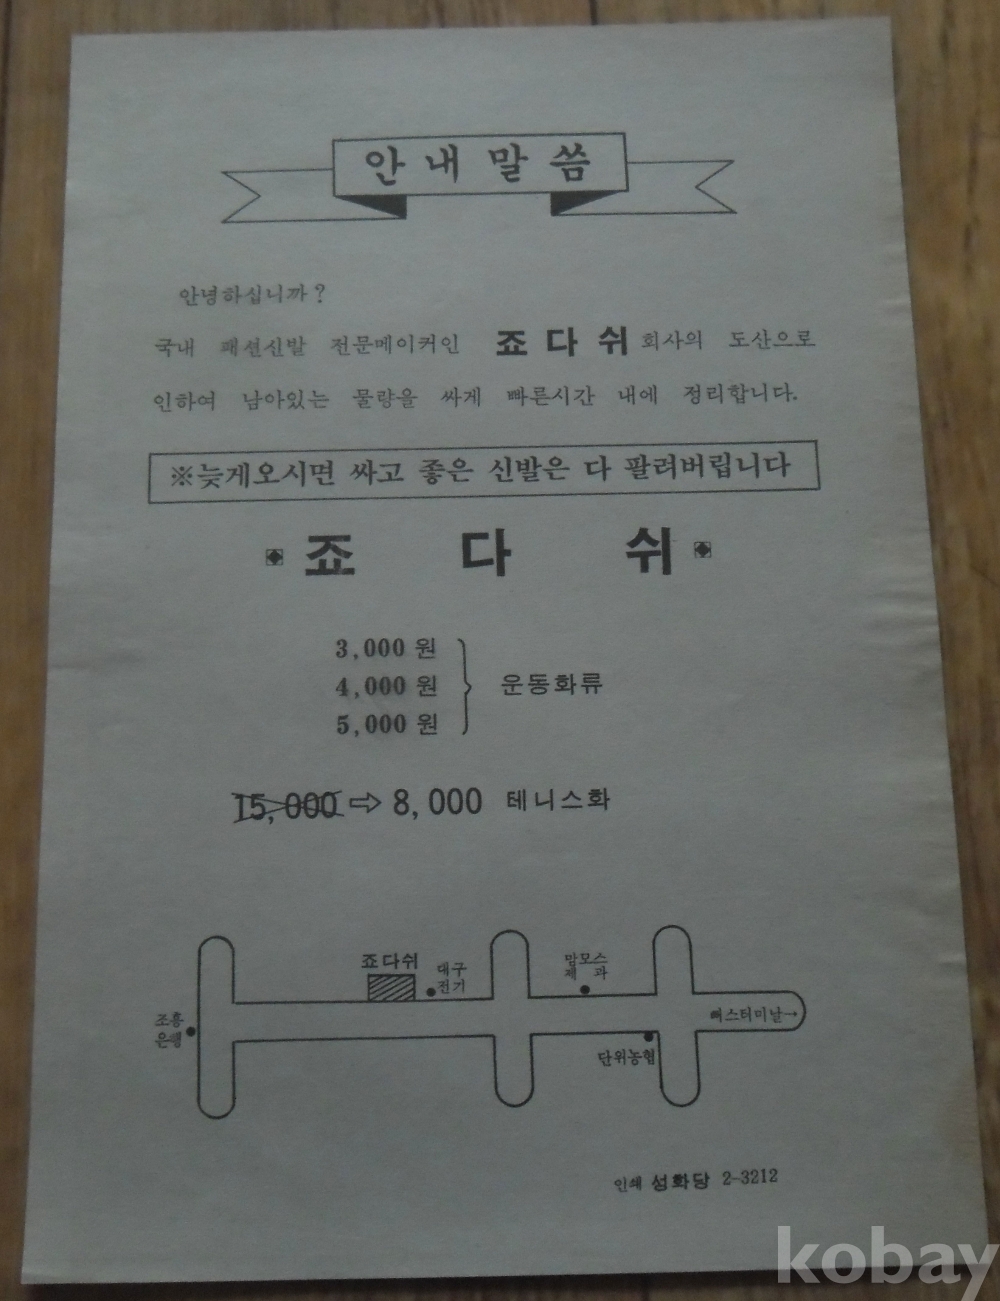 안내말씀
안녕하십니까?
국내 패션신발 전문메이커인 죠다쉬 회사의 도산으로
인하여 남아있는 물량을 싸게 빠른시간 내에 정리합니다.
※늦게오시면 싸고 좋은 신발은 다 팔려버립니다
죠 다 쉬
3,000 원
4,000 원
5,000 원
운동화류
15,000 ⇨ 8,000 테니스화
죠다쉬
대구
전기
맘모스
제 과
조흥
은행
뻐스터미날→
단위농협
인쇄 성화당 2-3212
kobay